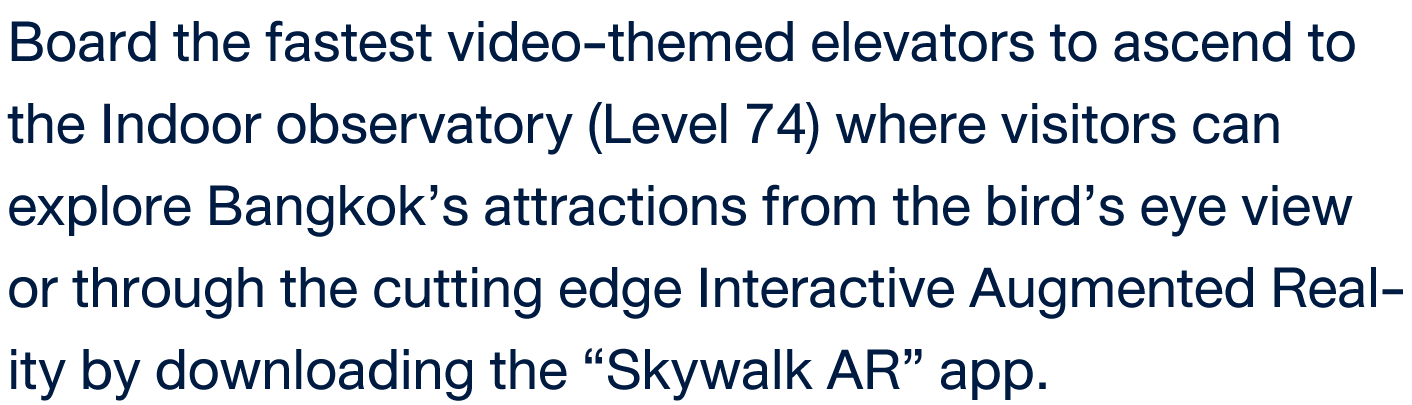 Board the fastest video-themed elevators to ascend to
the Indoor observatory (Level 74) where visitors can
explore Bangkok’s attractions from the bird’s eye view
or through the cutting edge Interactive Augmented Real-
ity by downloading the “Skywalk AR” app.